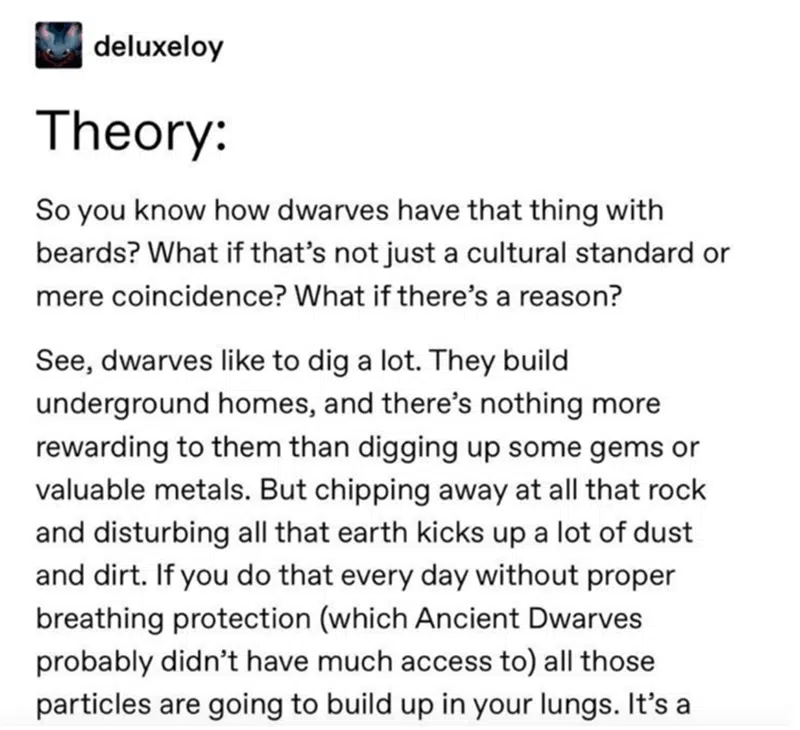 deluxeloy
Theory:
So you know how dwarves have that thing with
beards? What if that’s not just a cultural standard or
mere coincidence? What if there’s a reason?
See, dwarves like to dig a lot. They build
underground homes, and there’s nothing more
rewarding to them than digging up some gems or
valuable metals. But chipping away at all that rock
and disturbing all that earth kicks up a lot of dust
and dirt. If you do that every day without proper
breathing protection (which Ancient Dwarves
probably didn’t have much access to) all those
particles are going to build up in your lungs. It’s a